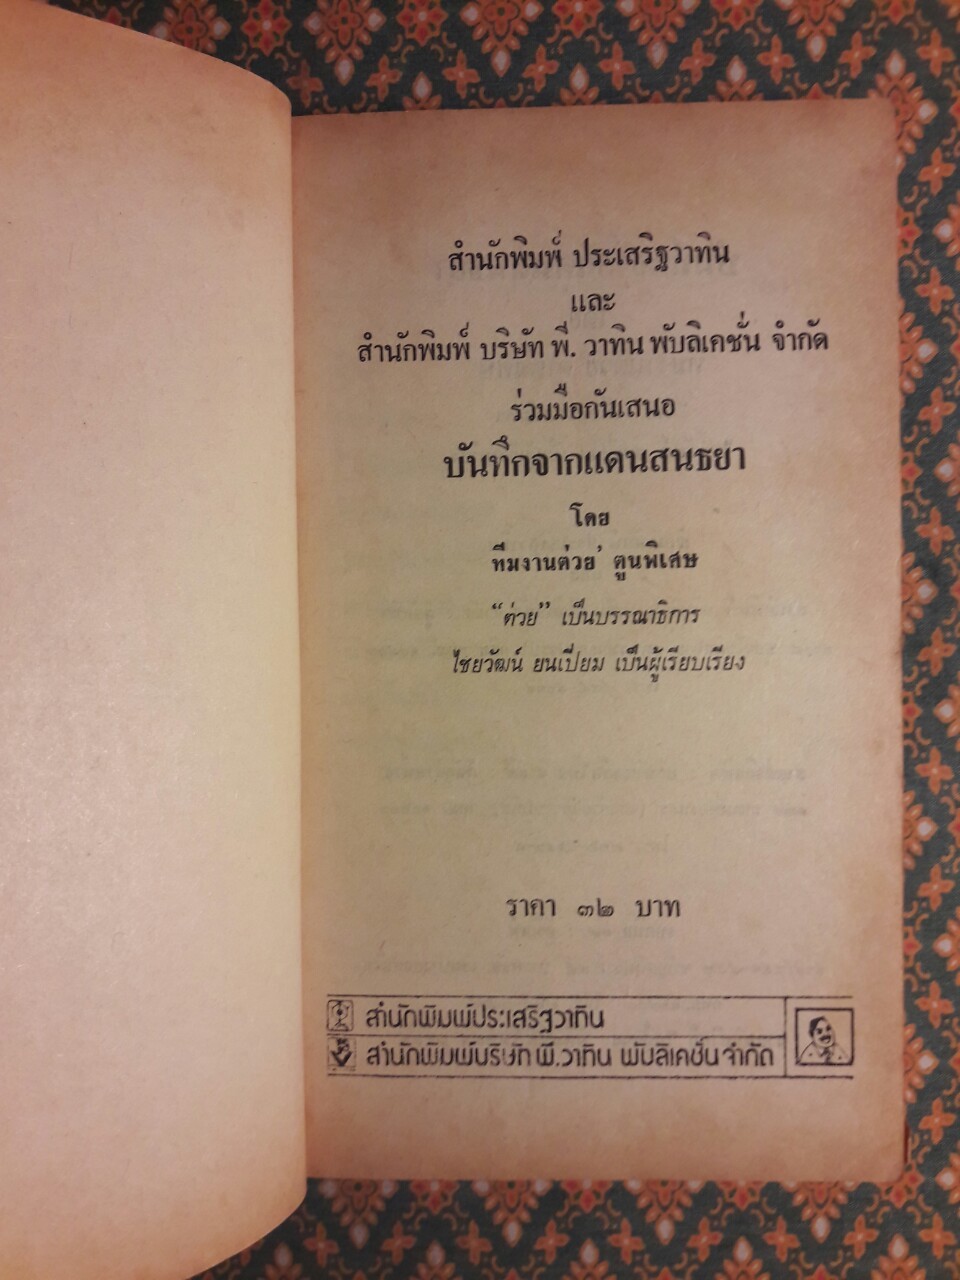 สำนักพิมพ์ ประเสริฐวาทิน
และ
สำนักพิมพ์ บริษัท พี. วาทิน พับลิเคชั่น จำกัด
ร่วมมือกันเสนอ
บันทึกจากแดนสนธยา
โดย
ทีมงานต่วย' ตูนพิเศษ
“ต่วย” เป็นบรรณาธิการ
ไชยวัฒน์ ยนเปี่ยม เป็นผู้เรียบเรียง
ราคา ๓๒ บาท
สำนักพิมพ์ประเสริฐวาทิน
สำนักพิมพ์บริษัท พี.วาทิน พับลิเคชั่น จำกัด